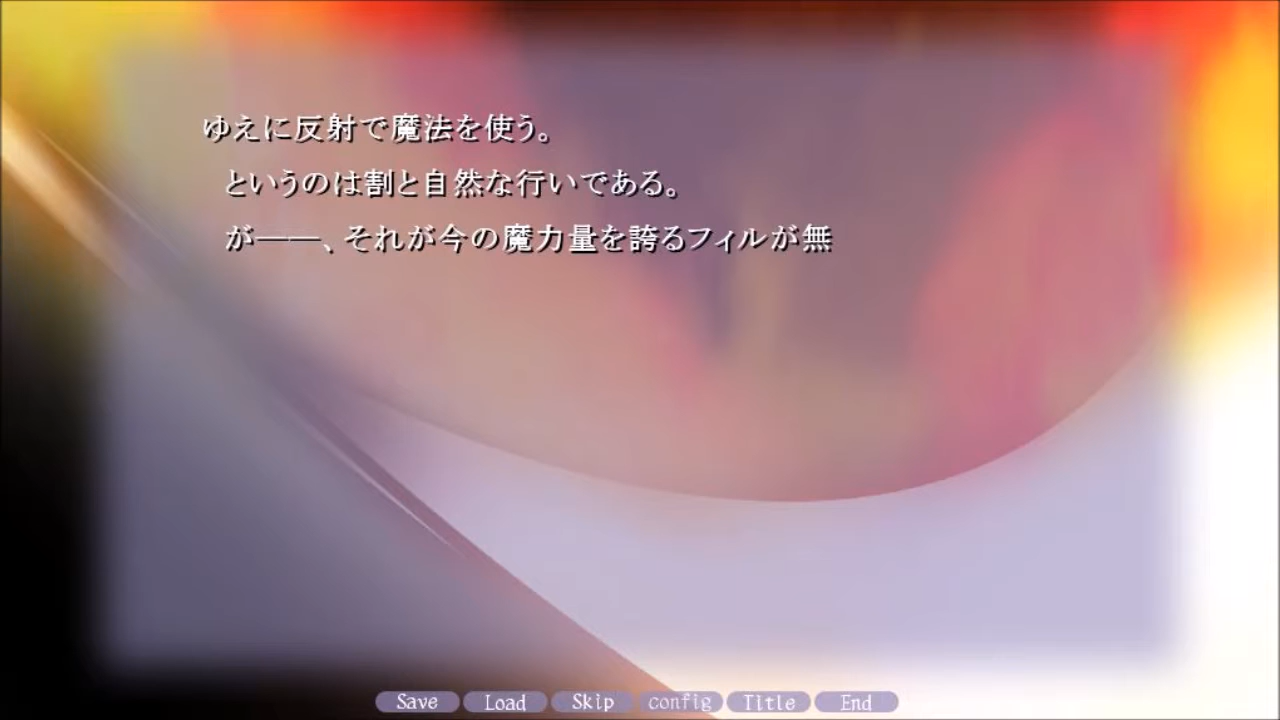 ゆえに反射で魔法を使う。
というのは割と自然な行いである。
が――、それが今の魔力量を誇るフィルが無
Save Load Skip config Title End